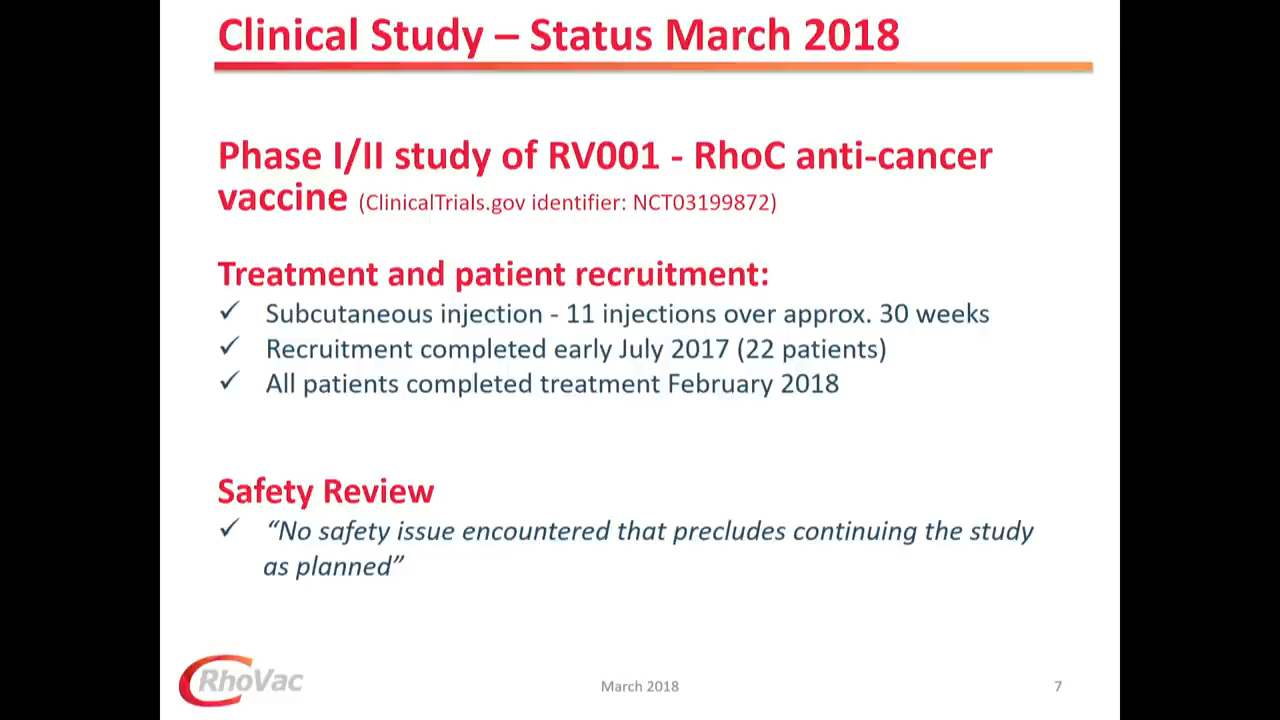 Clinical Study – Status March 2018
Phase I/II study of RV001 - RhoC anti-cancer
vaccine (ClinicalTrials.gov identifier: NCT03199872)
Treatment and patient recruitment:
✓ Subcutaneous injection - 11 injections over approx. 30 weeks
✓ Recruitment completed early July 2017 (22 patients)
✓ All patients completed treatment February 2018
Safety Review
✓ “No safety issue encountered that precludes continuing the study
as planned”
RhoVac
March 2018
7